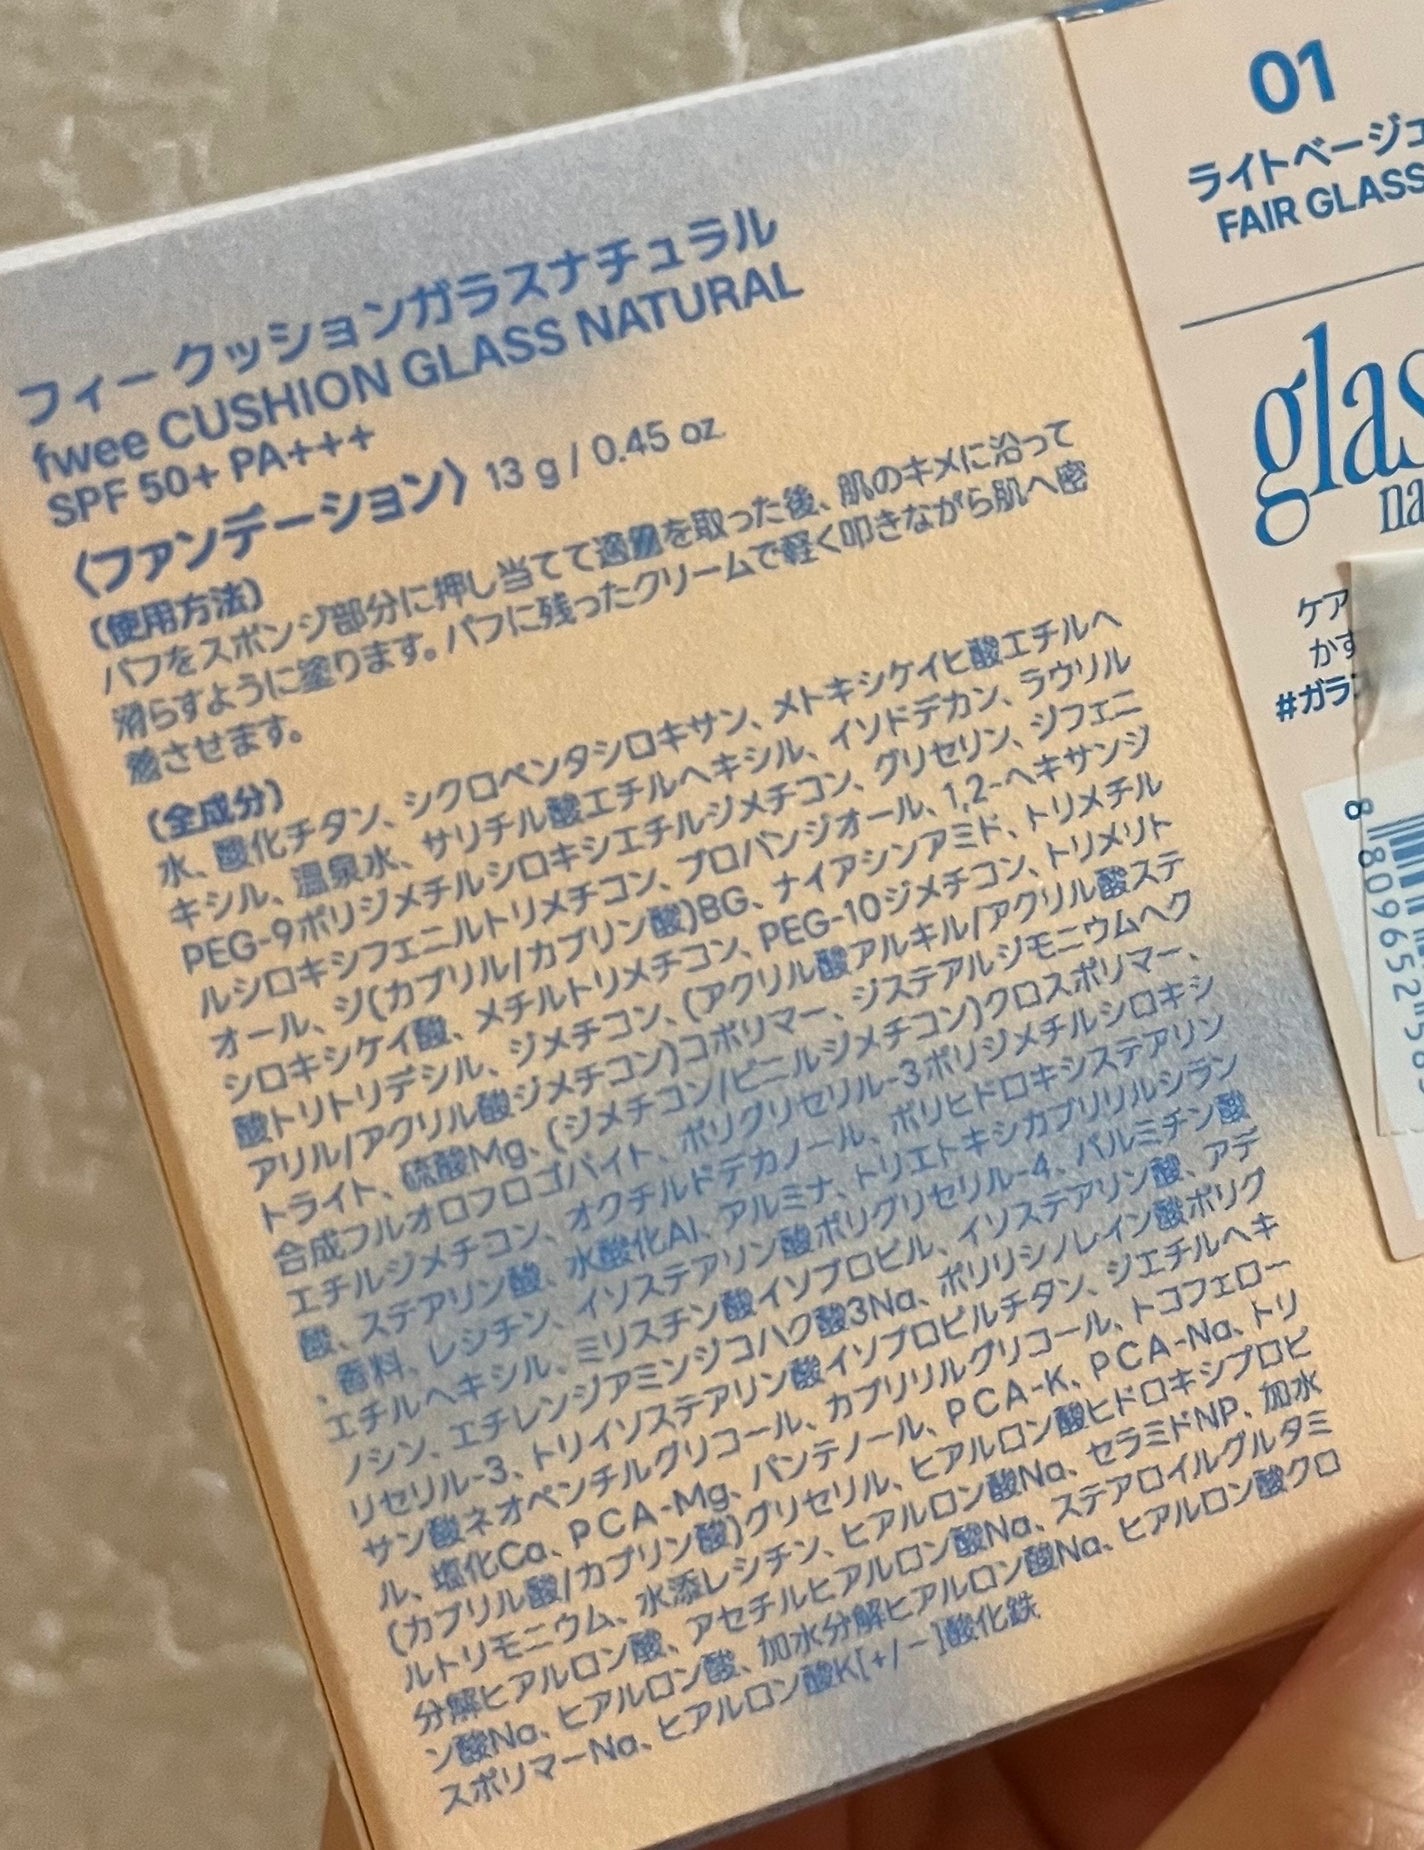 フィークッションガラスナチュラル
fwee CUSHION GLASS NATURAL
SPF 50+ PA+++
〈ファンデーション〉 13 g / 0.45 oz.
(使用方法)
パフをスポンジ部分に押し当てて適量を取った後、肌のキメに沿って
滑らすように塗ります。パフに残ったクリームで軽く叩きながら肌へ密
着させます。
(全成分)
水、酸化チタン、シクロペンタシロキサン、メトキシケイヒ酸エチルヘ
キシル、温泉水、サリチル酸エチルヘキシル、イソドデカン、ラウリル
PEG-9ポリジメチルシロキシエチルジメチコン、グリセリン、ジフェニ
ルシロキシフェニルトリメチコン、プロパンジオール、1,2-ヘキサンジ
オール、ジ(カプリル/カプリン酸)BG、ナイアシンアミド、トリメチル
シロキシケイ酸、メチルトリメチコン、PEG-10ジメチコン、トリメリト
酸トリトリデシル、ジメチコン、(アクリル酸アルキル/アクリル酸ステ
アリル/アクリル酸ジメチコン)コポリマー、ジステアルジモニウムヘク
トライト、硫酸Mg、(ジメチコン/ビニルジメチコン)クロスポリマー、
合成フルオロフロゴパイト、ポリグリセリル-3ポリジメチルシロキシ
エチルジメチコン、オクチルドデカノール、ポリヒドロキシステアリン
酸、ステアリン酸、水酸化Al、アルミナ、トリエトキシカプリリルシラン
、香料、レシチン、イソステアリン酸ポリグリセリル-4、パルミチン酸
エチルヘキシル、ミリスチン酸イソプロピル、イソステアリン酸、アデ
ノシン、エチレンジアミンジコハク酸3Na、ポリリシノレイン酸ポリグ
リセリル-3、トリイソステアリン酸イソプロピルチタン、ジエチルヘキ
サン酸ネオペンチルグリコール、カプリリルグリコール、トコフェロー
ル、塩化Ca、PCA-Mg、パンテノール、PCA-K、PCA-Na、トリ
(カプリル酸/カプリン酸)グリセリル、ヒアルロン酸ヒドロキシプロピ
ルトリモニウム、水添レシチン、ヒアルロン酸Na、セラミドNP、加水
分解ヒアルロン酸、アセチルヒアルロン酸Na、ステアロイルグルタミ
ン酸Na、ヒアルロン酸、加水分解ヒアルロン酸Na、ヒアルロン酸クロ
スポリマーNa、ヒアルロン酸K[+/-]酸化鉄
01
ライトベージュ
FAIR GLASS
glas
na
ケア
かす
#ガラ